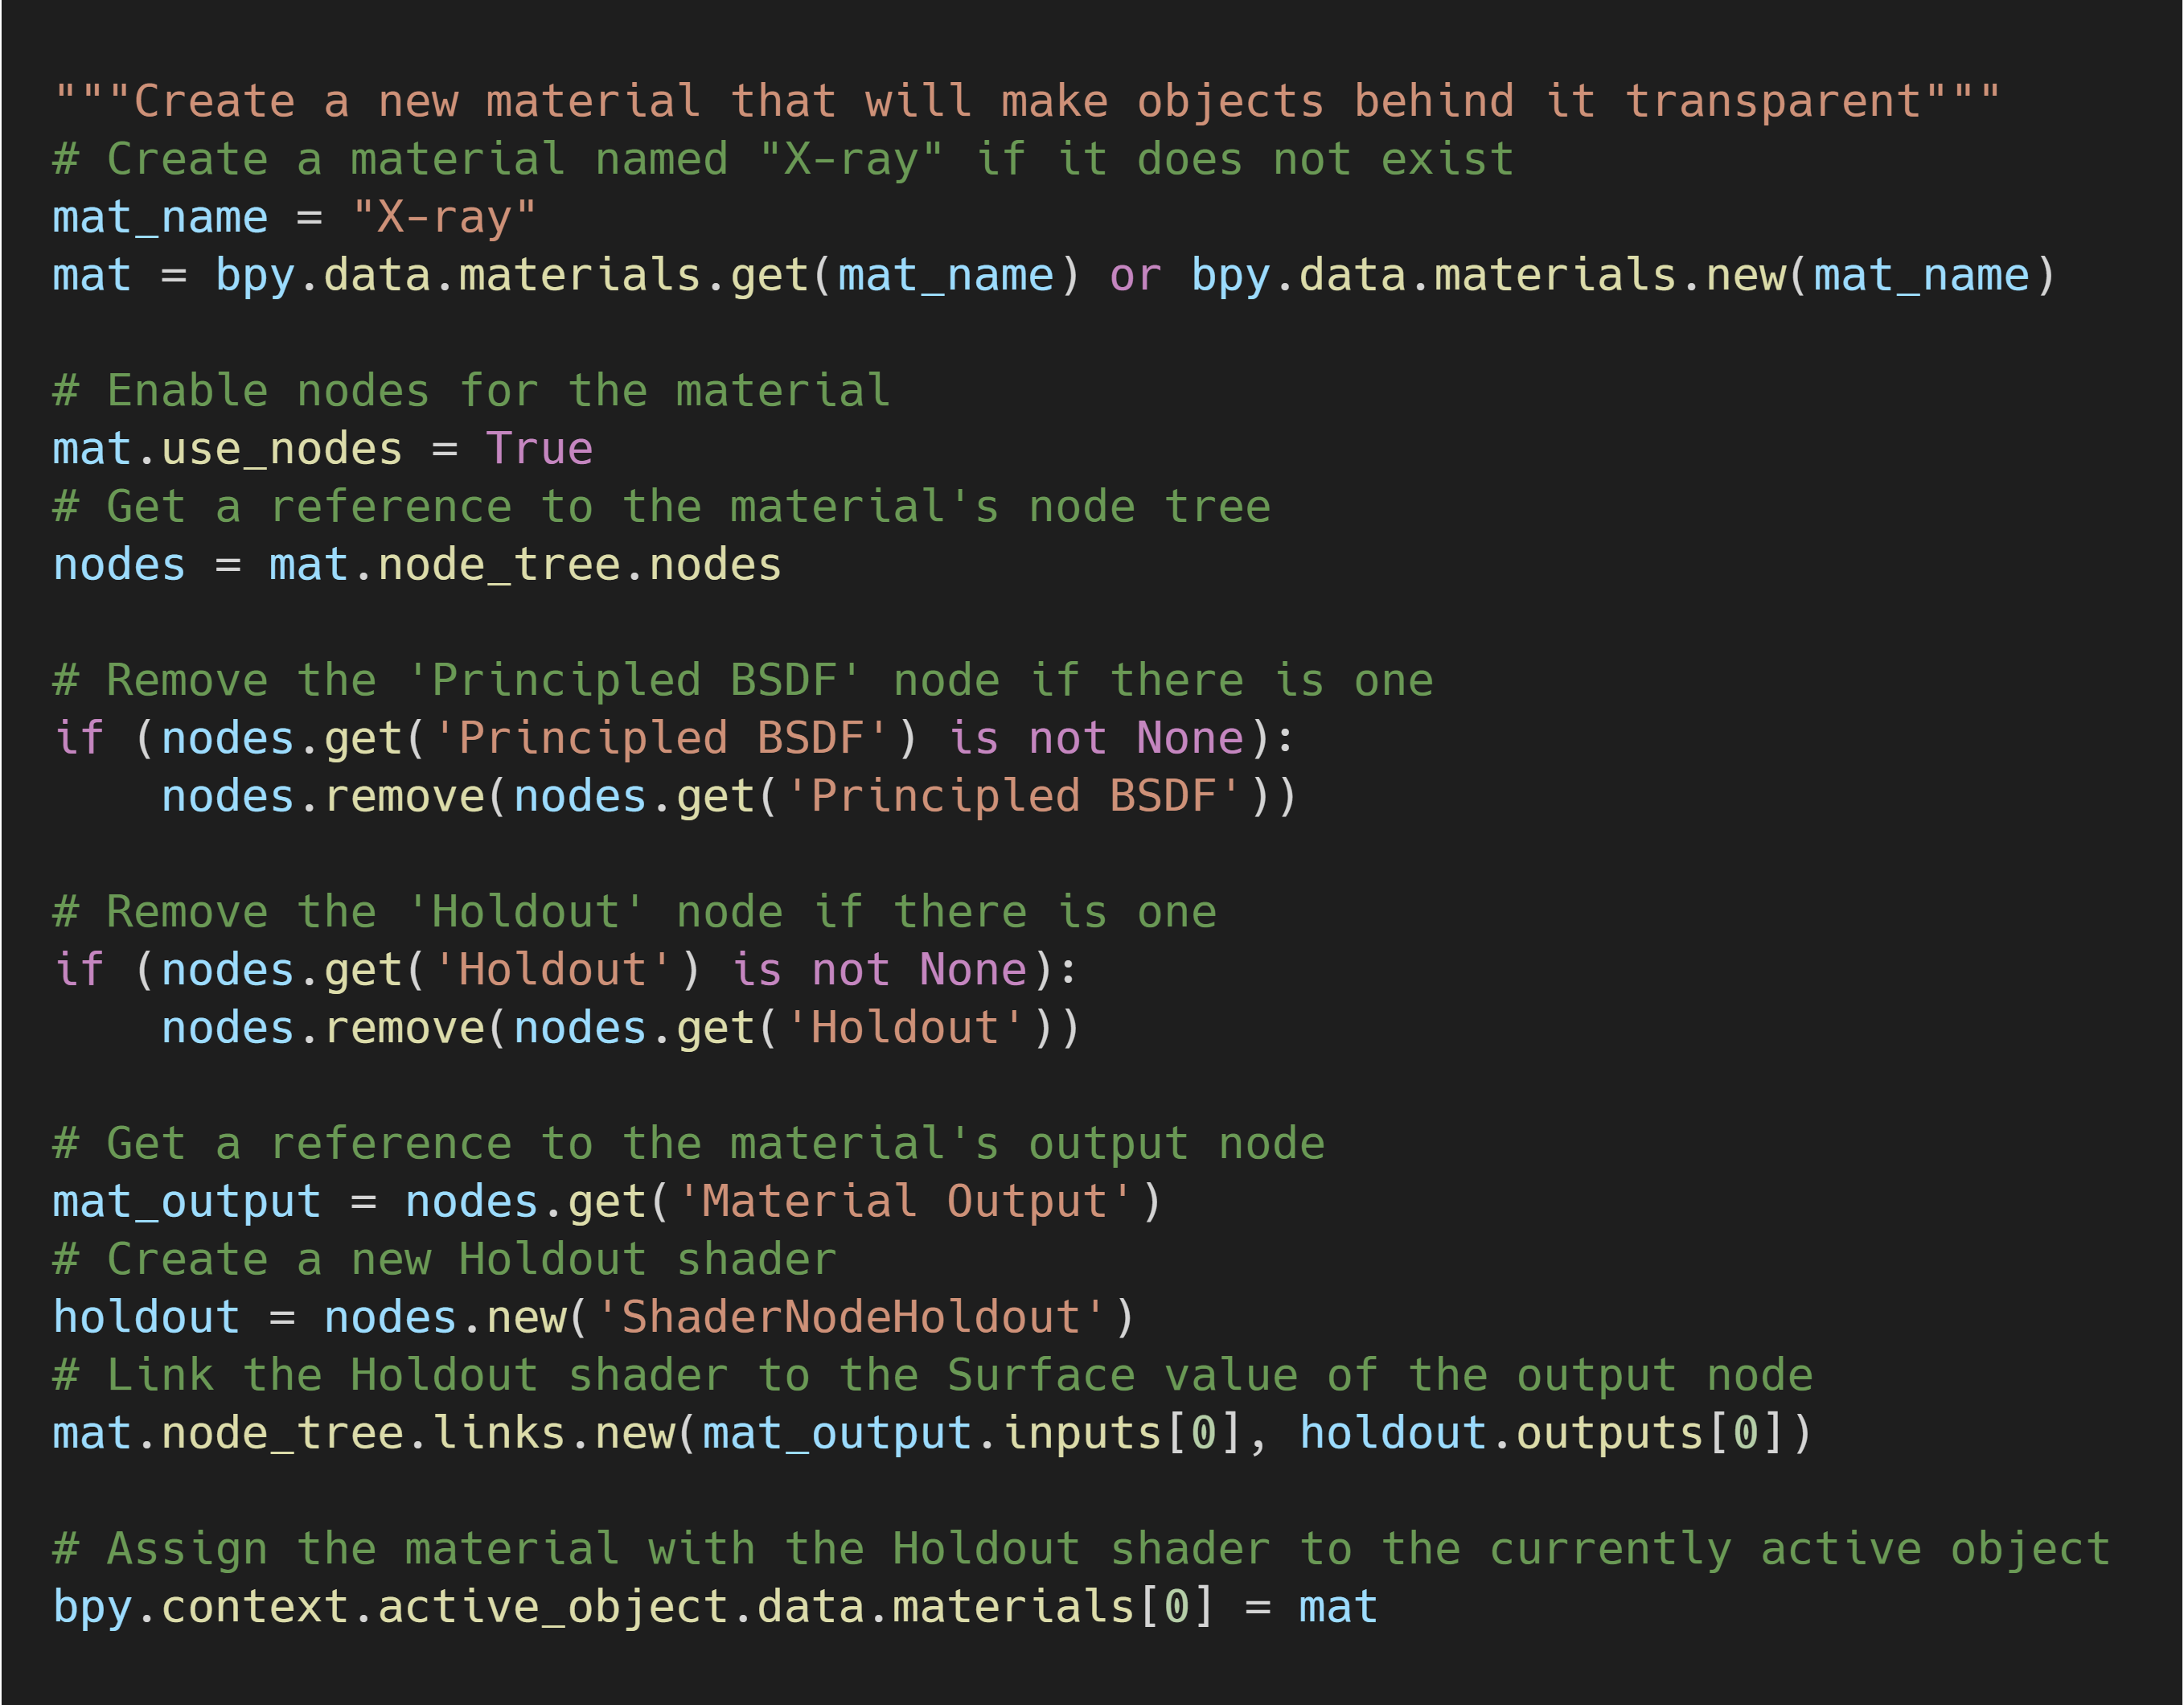 """Create a new material that will make objects behind it transparent"""
# Create a material named "X-ray" if it does not exist
mat_name = "X-ray"
mat = bpy.data.materials.get(mat_name) or bpy.data.materials.new(mat_name)

# Enable nodes for the material
mat.use_nodes = True
# Get a reference to the material's node tree
nodes = mat.node_tree.nodes

# Remove the 'Principled BSDF' node if there is one
if (nodes.get('Principled BSDF') is not None):
    nodes.remove(nodes.get('Principled BSDF'))

# Remove the 'Holdout' node if there is one
if (nodes.get('Holdout') is not None):
    nodes.remove(nodes.get('Holdout'))

# Get a reference to the material's output node
mat_output = nodes.get('Material Output')
# Create a new Holdout shader
holdout = nodes.new('ShaderNodeHoldout')
# Link the Holdout shader to the Surface value of the output node
mat.node_tree.links.new(mat_output.inputs[0], holdout.outputs[0])

# Assign the material with the Holdout shader to the currently active object
bpy.context.active_object.data.materials[0] = mat